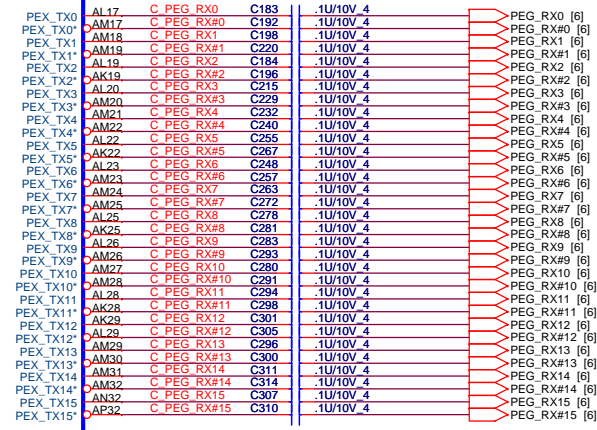 PEX_TX0 AL17 C_PEG_RX0 C183 .1U/10V_4 PEG_RX0 [6]
PEX_TX0* AM17 C_PEG_RX#0 C192 .1U/10V_4 PEG_RX#0 [6]
PEX_TX1 AM18 C_PEG_RX1 C198 .1U/10V_4 PEG_RX1 [6]
PEX_TX1* AM19 C_PEG_RX#1 C220 .1U/10V_4 PEG_RX#1 [6]
PEX_TX2 AL19 C_PEG_RX2 C184 .1U/10V_4 PEG_RX2 [6]
PEX_TX2* AK19 C_PEG_RX#2 C196 .1U/10V_4 PEG_RX#2 [6]
PEX_TX3 AL20 C_PEG_RX3 C215 .1U/10V_4 PEG_RX3 [6]
PEX_TX3* AM20 C_PEG_RX#3 C229 .1U/10V_4 PEG_RX#3 [6]
PEX_TX4 AM21 C_PEG_RX4 C232 .1U/10V_4 PEG_RX4 [6]
PEX_TX4* AM22 C_PEG_RX#4 C240 .1U/10V_4 PEG_RX#4 [6]
PEX_TX5 AL22 C_PEG_RX5 C255 .1U/10V_4 PEG_RX5 [6]
PEX_TX5* AK22 C_PEG_RX#5 C267 .1U/10V_4 PEG_RX#5 [6]
PEX_TX6 AL23 C_PEG_RX6 C248 .1U/10V_4 PEG_RX6 [6]
PEX_TX6* AM23 C_PEG_RX#6 C257 .1U/10V_4 PEG_RX#6 [6]
PEX_TX7 AM24 C_PEG_RX7 C263 .1U/10V_4 PEG_RX7 [6]
PEX_TX7* AM25 C_PEG_RX#7 C272 .1U/10V_4 PEG_RX#7 [6]
PEX_TX8 AL25 C_PEG_RX8 C278 .1U/10V_4 PEG_RX8 [6]
PEX_TX8* AK25 C_PEG_RX#8 C281 .1U/10V_4 PEG_RX#8 [6]
PEX_TX9 AL26 C_PEG_RX9 C283 .1U/10V_4 PEG_RX9 [6]
PEX_TX9* AM26 C_PEG_RX#9 C293 .1U/10V_4 PEG_RX#9 [6]
PEX_TX10 AM27 C_PEG_RX10 C280 .1U/10V_4 PEG_RX10 [6]
PEX_TX10* AM28 C_PEG_RX#10 C291 .1U/10V_4 PEG_RX#10 [6]
PEX_TX11 AL28 C_PEG_RX11 C294 .1U/10V_4 PEG_RX11 [6]
PEX_TX11* AK28 C_PEG_RX#11 C298 .1U/10V_4 PEG_RX#11 [6]
PEX_TX12 AK29 C_PEG_RX12 C301 .1U/10V_4 PEG_RX12 [6]
PEX_TX12* AL29 C_PEG_RX#12 C305 .1U/10V_4 PEG_RX#12 [6]
PEX_TX13 AM29 C_PEG_RX13 C296 .1U/10V_4 PEG_RX13 [6]
PEX_TX13* AM30 C_PEG_RX#13 C300 .1U/10V_4 PEG_RX#13 [6]
PEX_TX14 AM31 C_PEG_RX14 C311 .1U/10V_4 PEG_RX14 [6]
PEX_TX14* AM32 C_PEG_RX#14 C314 .1U/10V_4 PEG_RX#14 [6]
PEX_TX15 AN32 C_PEG_RX15 C307 .1U/10V_4 PEG_RX15 [6]
PEX_TX15* AP32 C_PEG_RX#15 C310 .1U/10V_4 PEG_RX#15 [6]